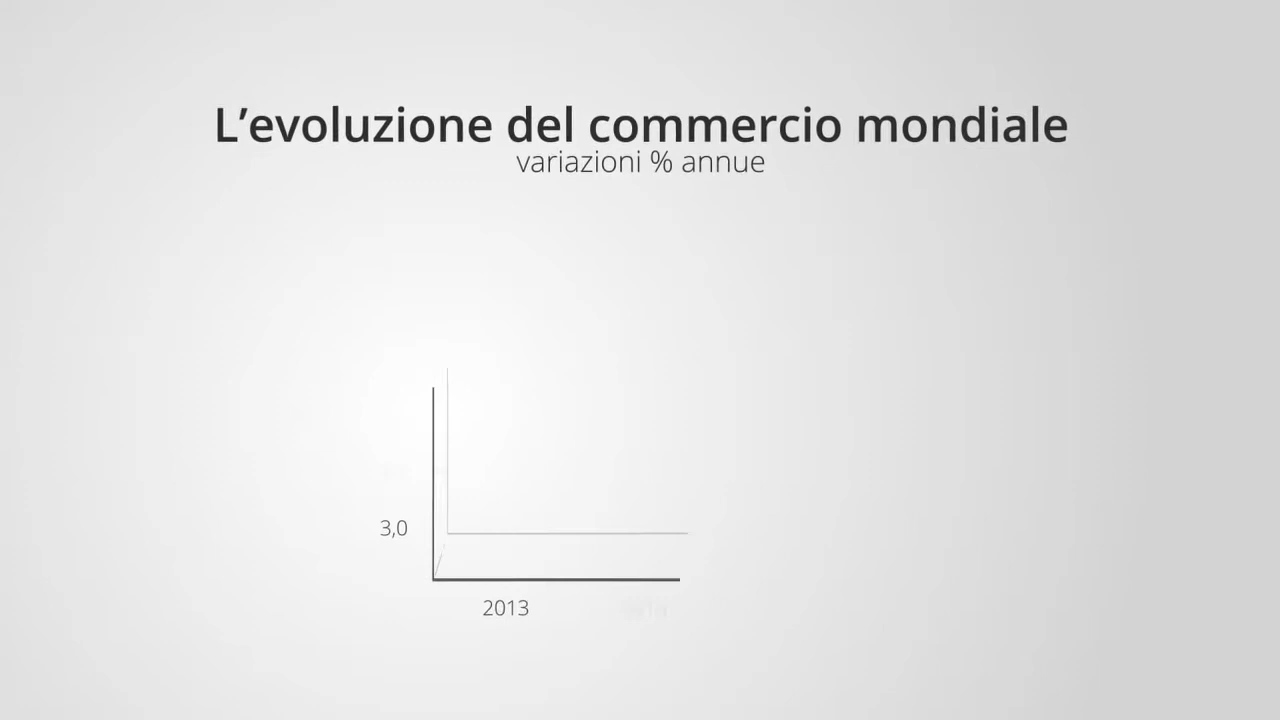 L’evoluzione del commercio mondiale
variazioni % annue
3,0
2013